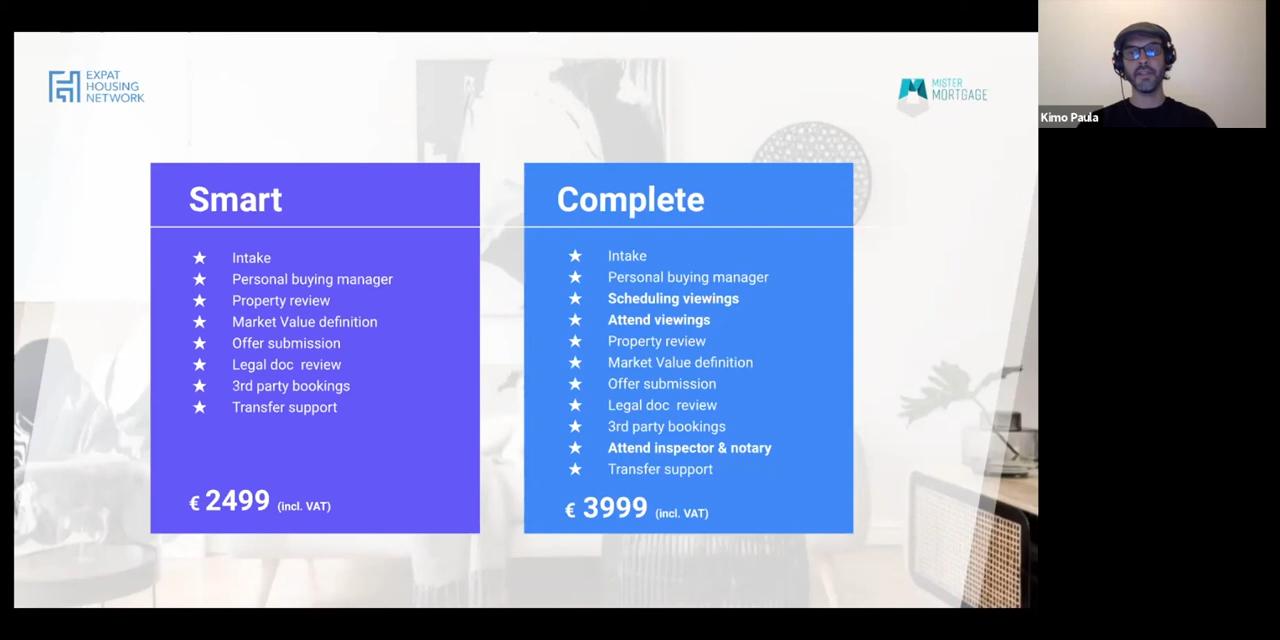 EXPAT
HOUSING
NETWORK
MISTER
MORTGAGE
Kimo Paula
Smart
★ Intake
★ Personal buying manager
★ Property review
★ Market Value definition
★ Offer submission
★ Legal doc review
★ 3rd party bookings
★ Transfer support
€ 2499 (incl. VAT)
Complete
★ Intake
★ Personal buying manager
★ Scheduling viewings
★ Attend viewings
★ Property review
★ Market Value definition
★ Offer submission
★ Legal doc review
★ 3rd party bookings
★ Attend inspector & notary
★ Transfer support
€ 3999 (incl. VAT)